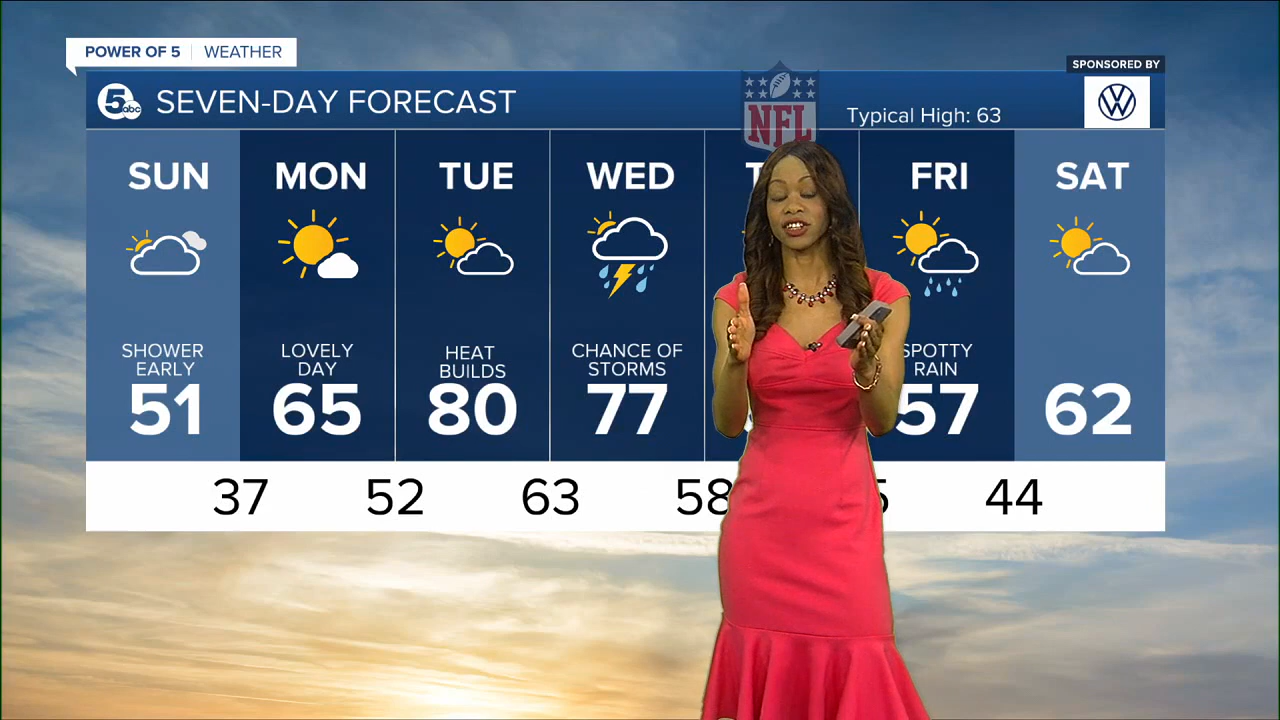 POWER OF 5 | WEATHER
SPONSORED BY
5 abc SEVEN-DAY FORECAST
NFL
Typical High: 63
SUN MON TUE WED FRI SAT
SHOWER EARLY
LOVELY DAY
HEAT BUILDS
CHANCE OF STORMS
SPOTTY RAIN
51 65 80 77 57 62
37 52 63 58 44